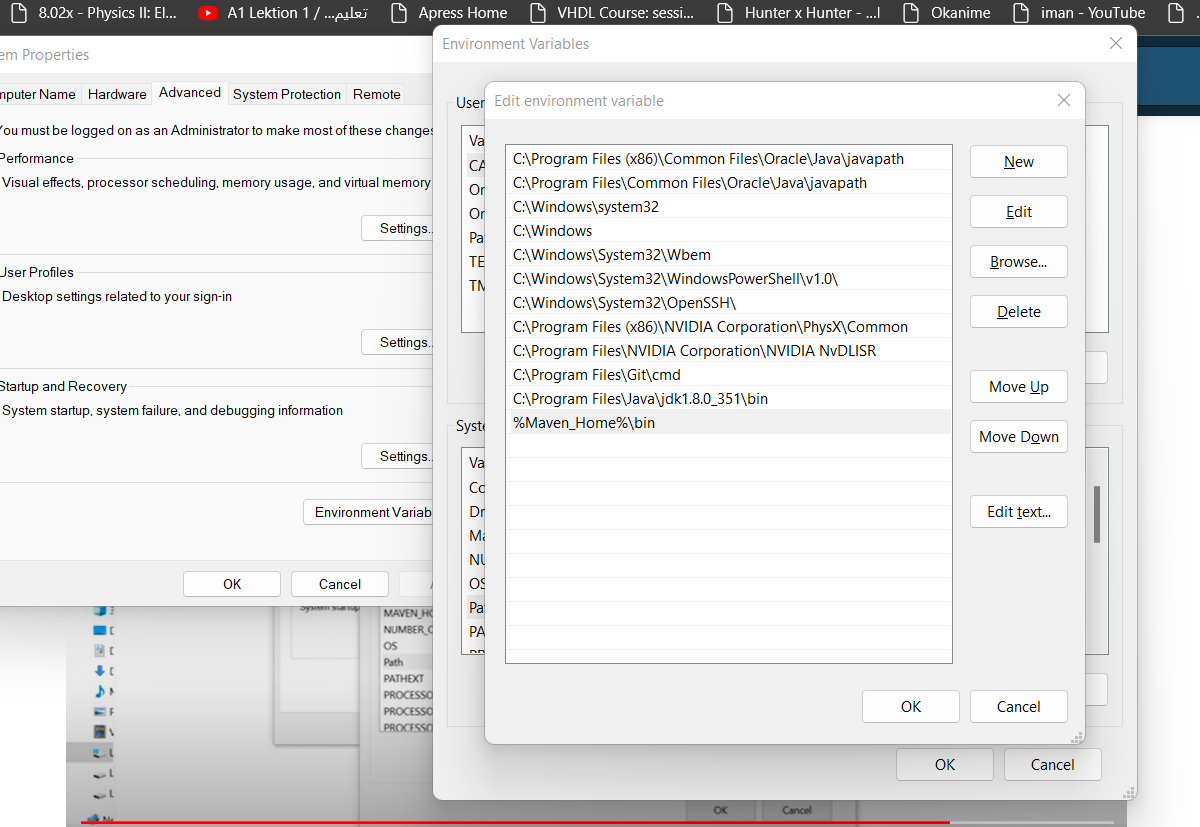 8.02x - Physics II: El...
A1 Lektion 1 / ...تعليم
Apress Home
VHDL Course: sessi...
Hunter x Hunter - ...l
Okanime
iman - YouTube
em Properties
mputer Name
Hardware
Advanced
System Protection
Remote
You must be logged on as an Administrator to make most of these changes
Performance
Visual effects, processor scheduling, memory usage, and virtual memory
Settings..
User Profiles
Desktop settings related to your sign-in
Settings..
Startup and Recovery
System startup, system failure, and debugging information
Settings..
Environment Variab
OK
Cancel
Environment Variables
User
Va
CA
On
On
Pa
TE
TM
Syste
Va
Co
Dr
Ma
NU
OS
Pa
PA
PR
OK
Cancel
Edit environment variable
C:\Program Files (x86)\Common Files\Oracle\Java\javapath
C:\Program Files\Common Files\Oracle\Java\javapath
C:\Windows\system32
C:\Windows
C:\Windows\System32\Wbem
C:\Windows\System32\WindowsPowerShell\v1.0\
C:\Windows\System32\OpenSSH\
C:\Program Files (x86)\NVIDIA Corporation\PhysX\Common
C:\Program Files\NVIDIA Corporation\NVIDIA NvDLISR
C:\Program Files\Git\cmd
C:\Program Files\Java\jdk1.8.0_351\bin
%Maven_Home%\bin
New
Edit
Browse...
Delete
Move Up
Move Down
Edit text...
OK
Cancel
System startup
MAVEN_HO
NUMBER_O
OS
Path
PATHEXT
PROCESSO
PROCESSO
PROCESSO
OK
Cancel